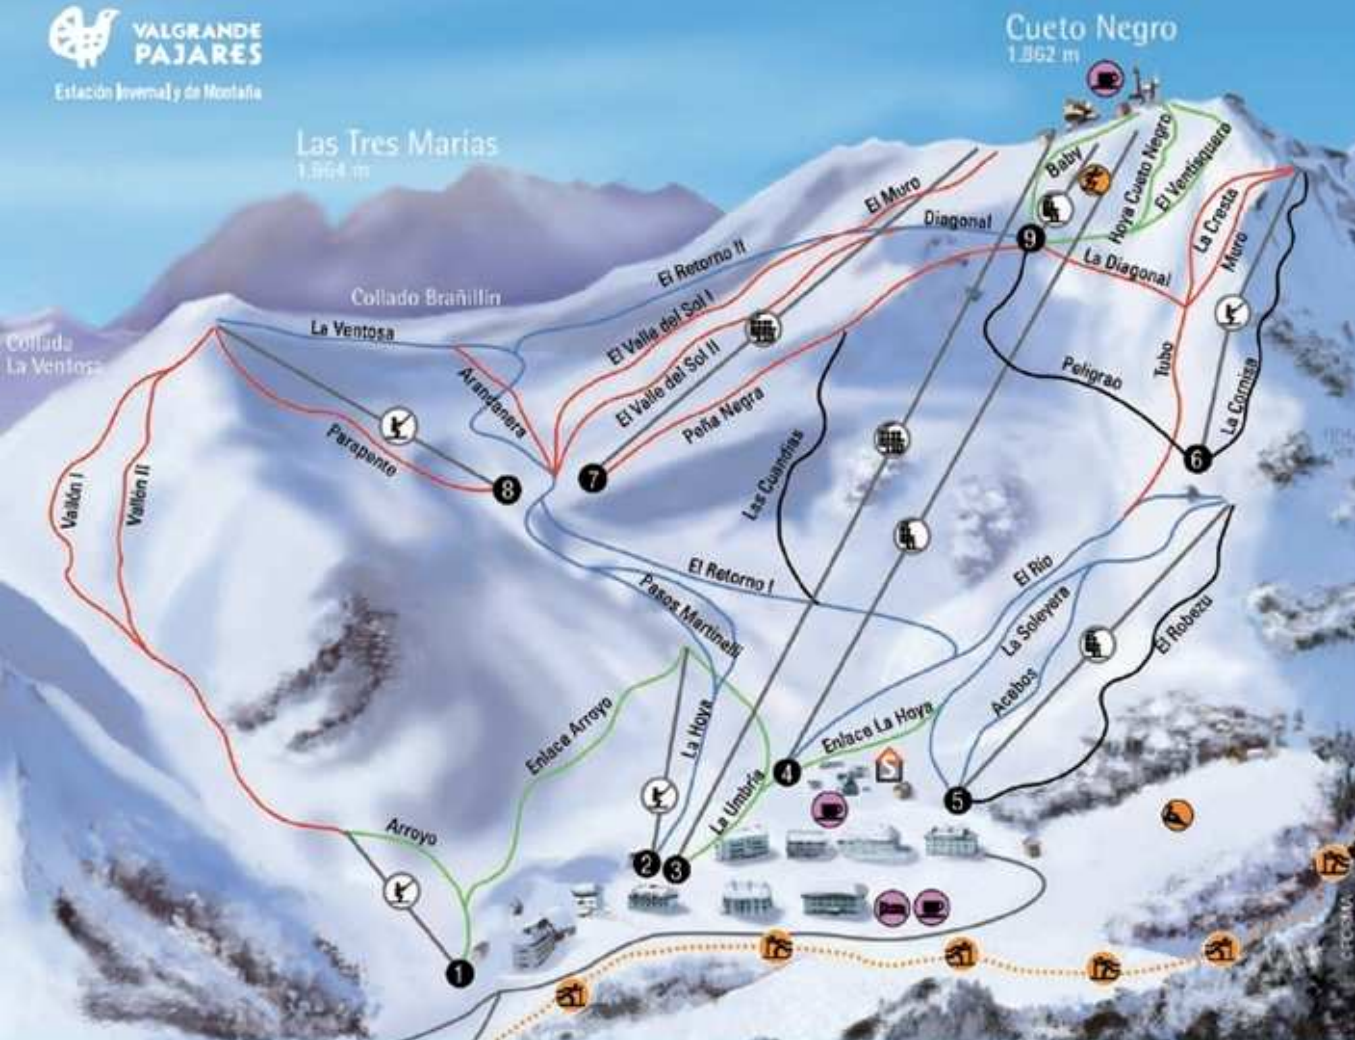 VALGRANDE
PAJARES
Estación Invernal y de Montaña
Cueto Negro
1.862 m
Las Tres Marías
1.964 m
Collado Brañillín
Collada
La Ventosa
Baby
Hoya Cueto Negro
El Ventisquero
El Muro
Diagonal
La Cresta
Muro
El Retorno II
La Diagonal
9
El Valle del Sol I
La Ventosa
El Valle del Sol II
Arandanera
Peña Negra
Peligrao
Tubo
La Cornisa
Parapente
Las Cuandias
Vallón I
Vallón II
8
7
6
El Retorno I
Pasos Martinelli
El Río
La Soleyera
El Robezu
Acebos
Enlace Arroyo
La Hoya
Enlace La Hoya
4
S
5
La Umbría
Arroyo
2
3
1